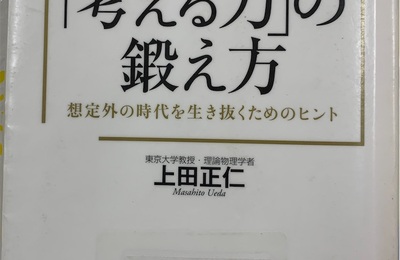 「考える力」の
鍛え方
想定外の時代を生き抜くためのヒント
東京大学教授・理論物理学者
上田正仁
Masahito Ueda